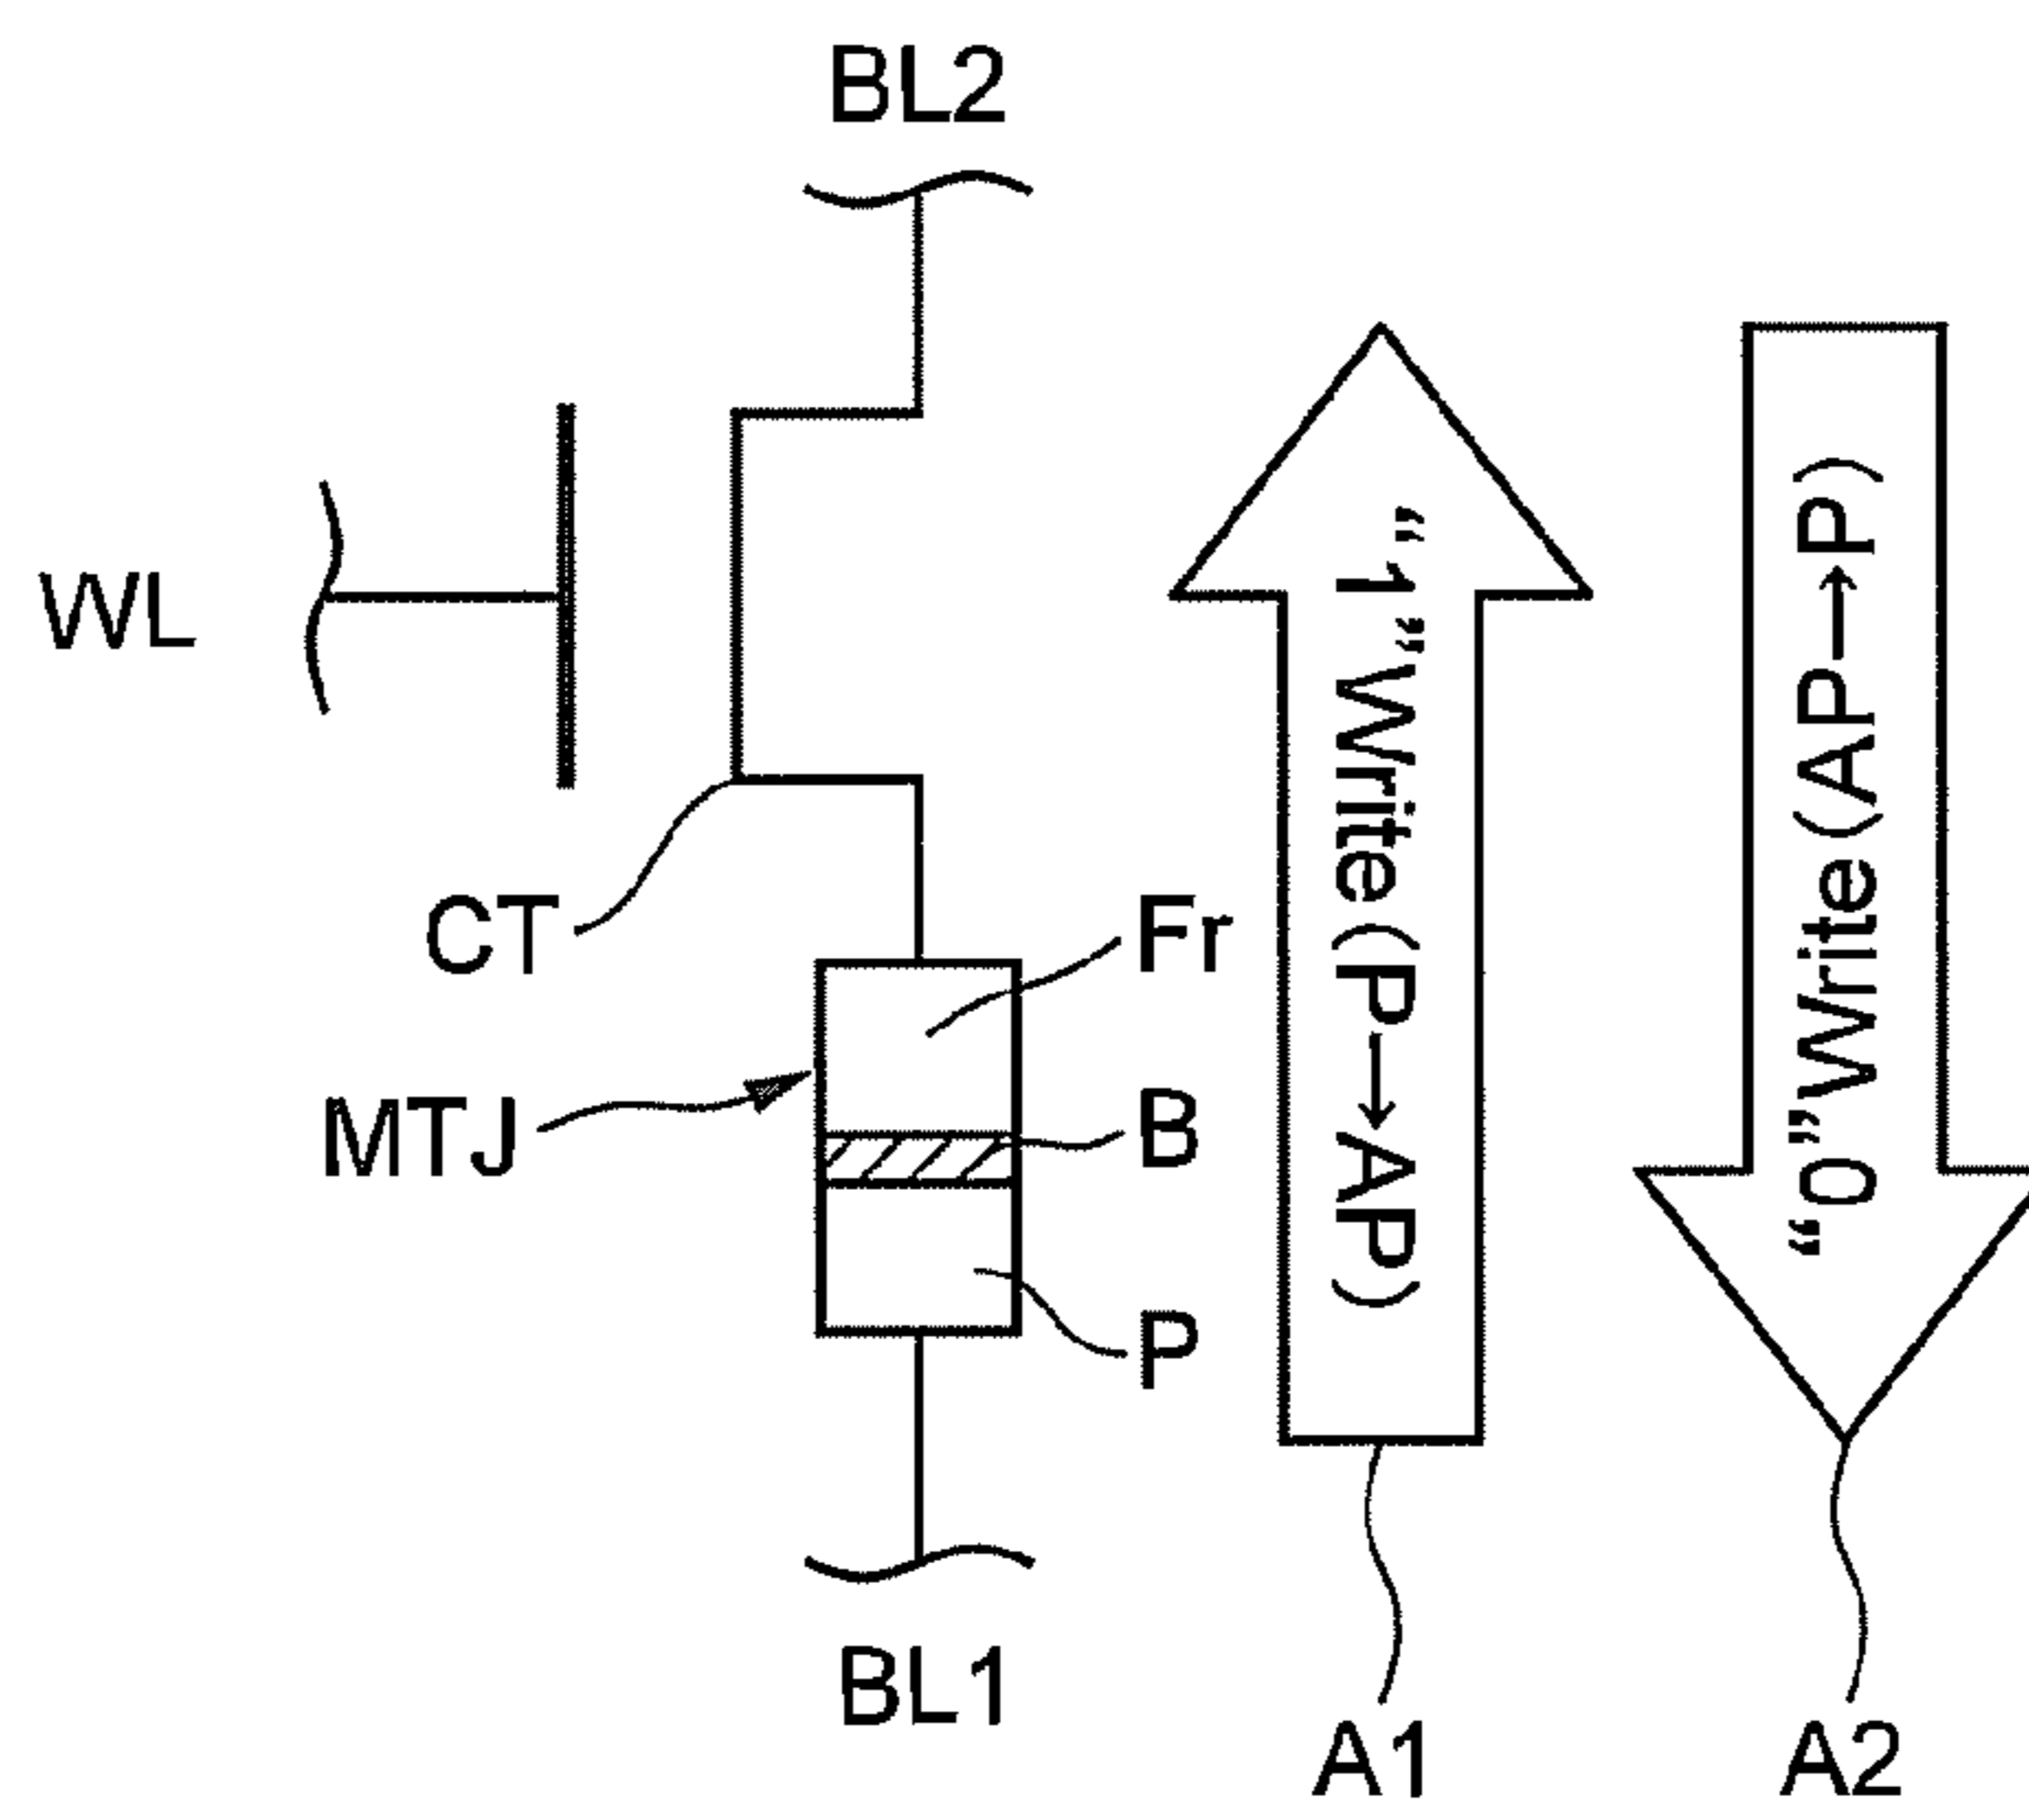 BL2
WL
"1"Write(P→AP)
"0"Write(AP→P)
CT
Fr
MTJ
B
P
BL1
A1
A2